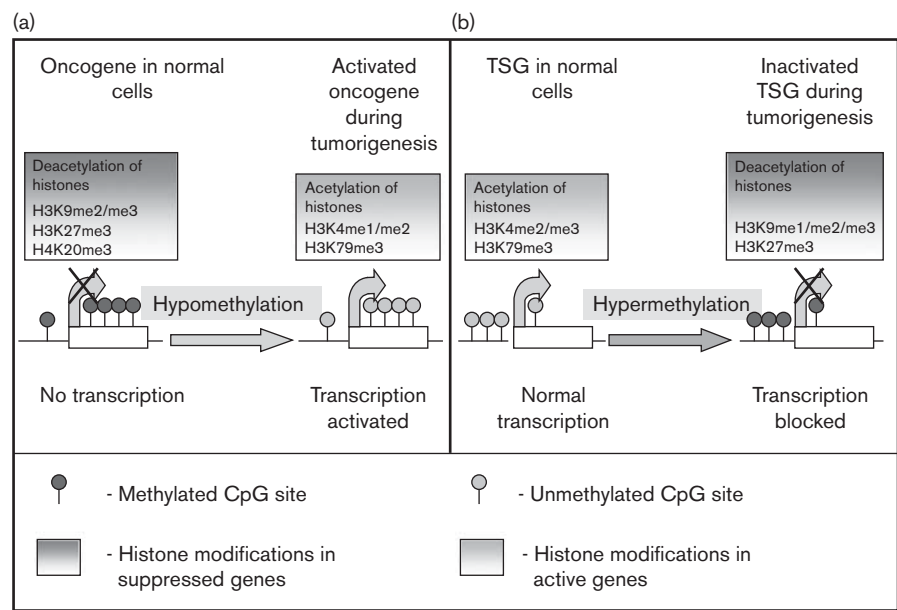 (a)
Oncogene in normal
cells
Activated
oncogene
during
tumorigenesis
Deacetylation of
histones
H3K9me2/me3
H3K27me3
H4K20me3
Acetylation of
histones
H3K4me1/me2
H3K79me3
Hypomethylation
No transcription
Transcription
activated
(b)
TSG in normal
cells
Inactivated
TSG during
tumorigenesis
Acetylation of
histones
H3K4me2/me3
H3K79me3
Deacetylation of
histones
H3K9me1/me2/me3
H3K27me3
Hypermethylation
Normal
transcription
Transcription
blocked
- Methylated CpG site
- Unmethylated CpG site
- Histone modifications in
suppressed genes
- Histone modifications in
active genes